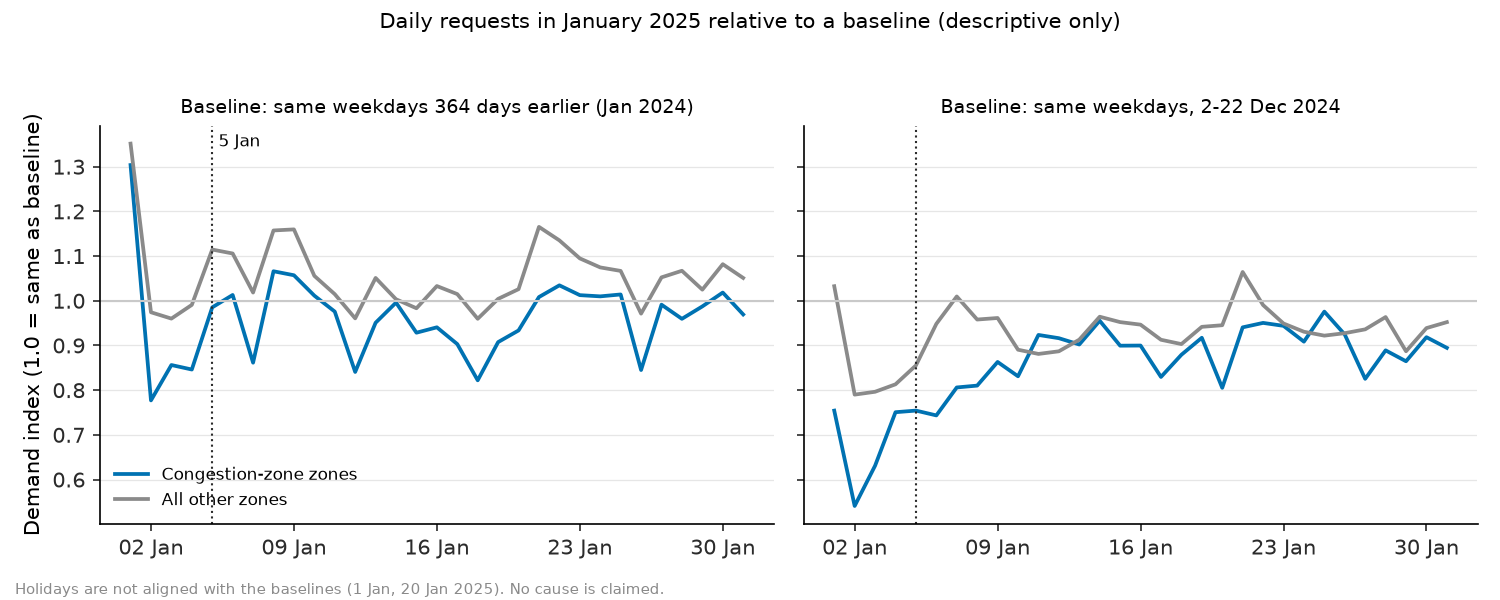 Daily requests in January 2025 relative to a baseline (descriptive only)
Baseline: same weekdays 364 days earlier (Jan 2024)
Demand index (1.0 = same as baseline)
1.3
1.2
1.1
1.0
0.9
0.8
0.7
0.6
5 Jan
Congestion-zone zones
All other zones
02 Jan
09 Jan
16 Jan
23 Jan
30 Jan
Baseline: same weekdays, 2-22 Dec 2024
02 Jan
09 Jan
16 Jan
23 Jan
30 Jan
Holidays are not aligned with the baselines (1 Jan, 20 Jan 2025). No cause is claimed.